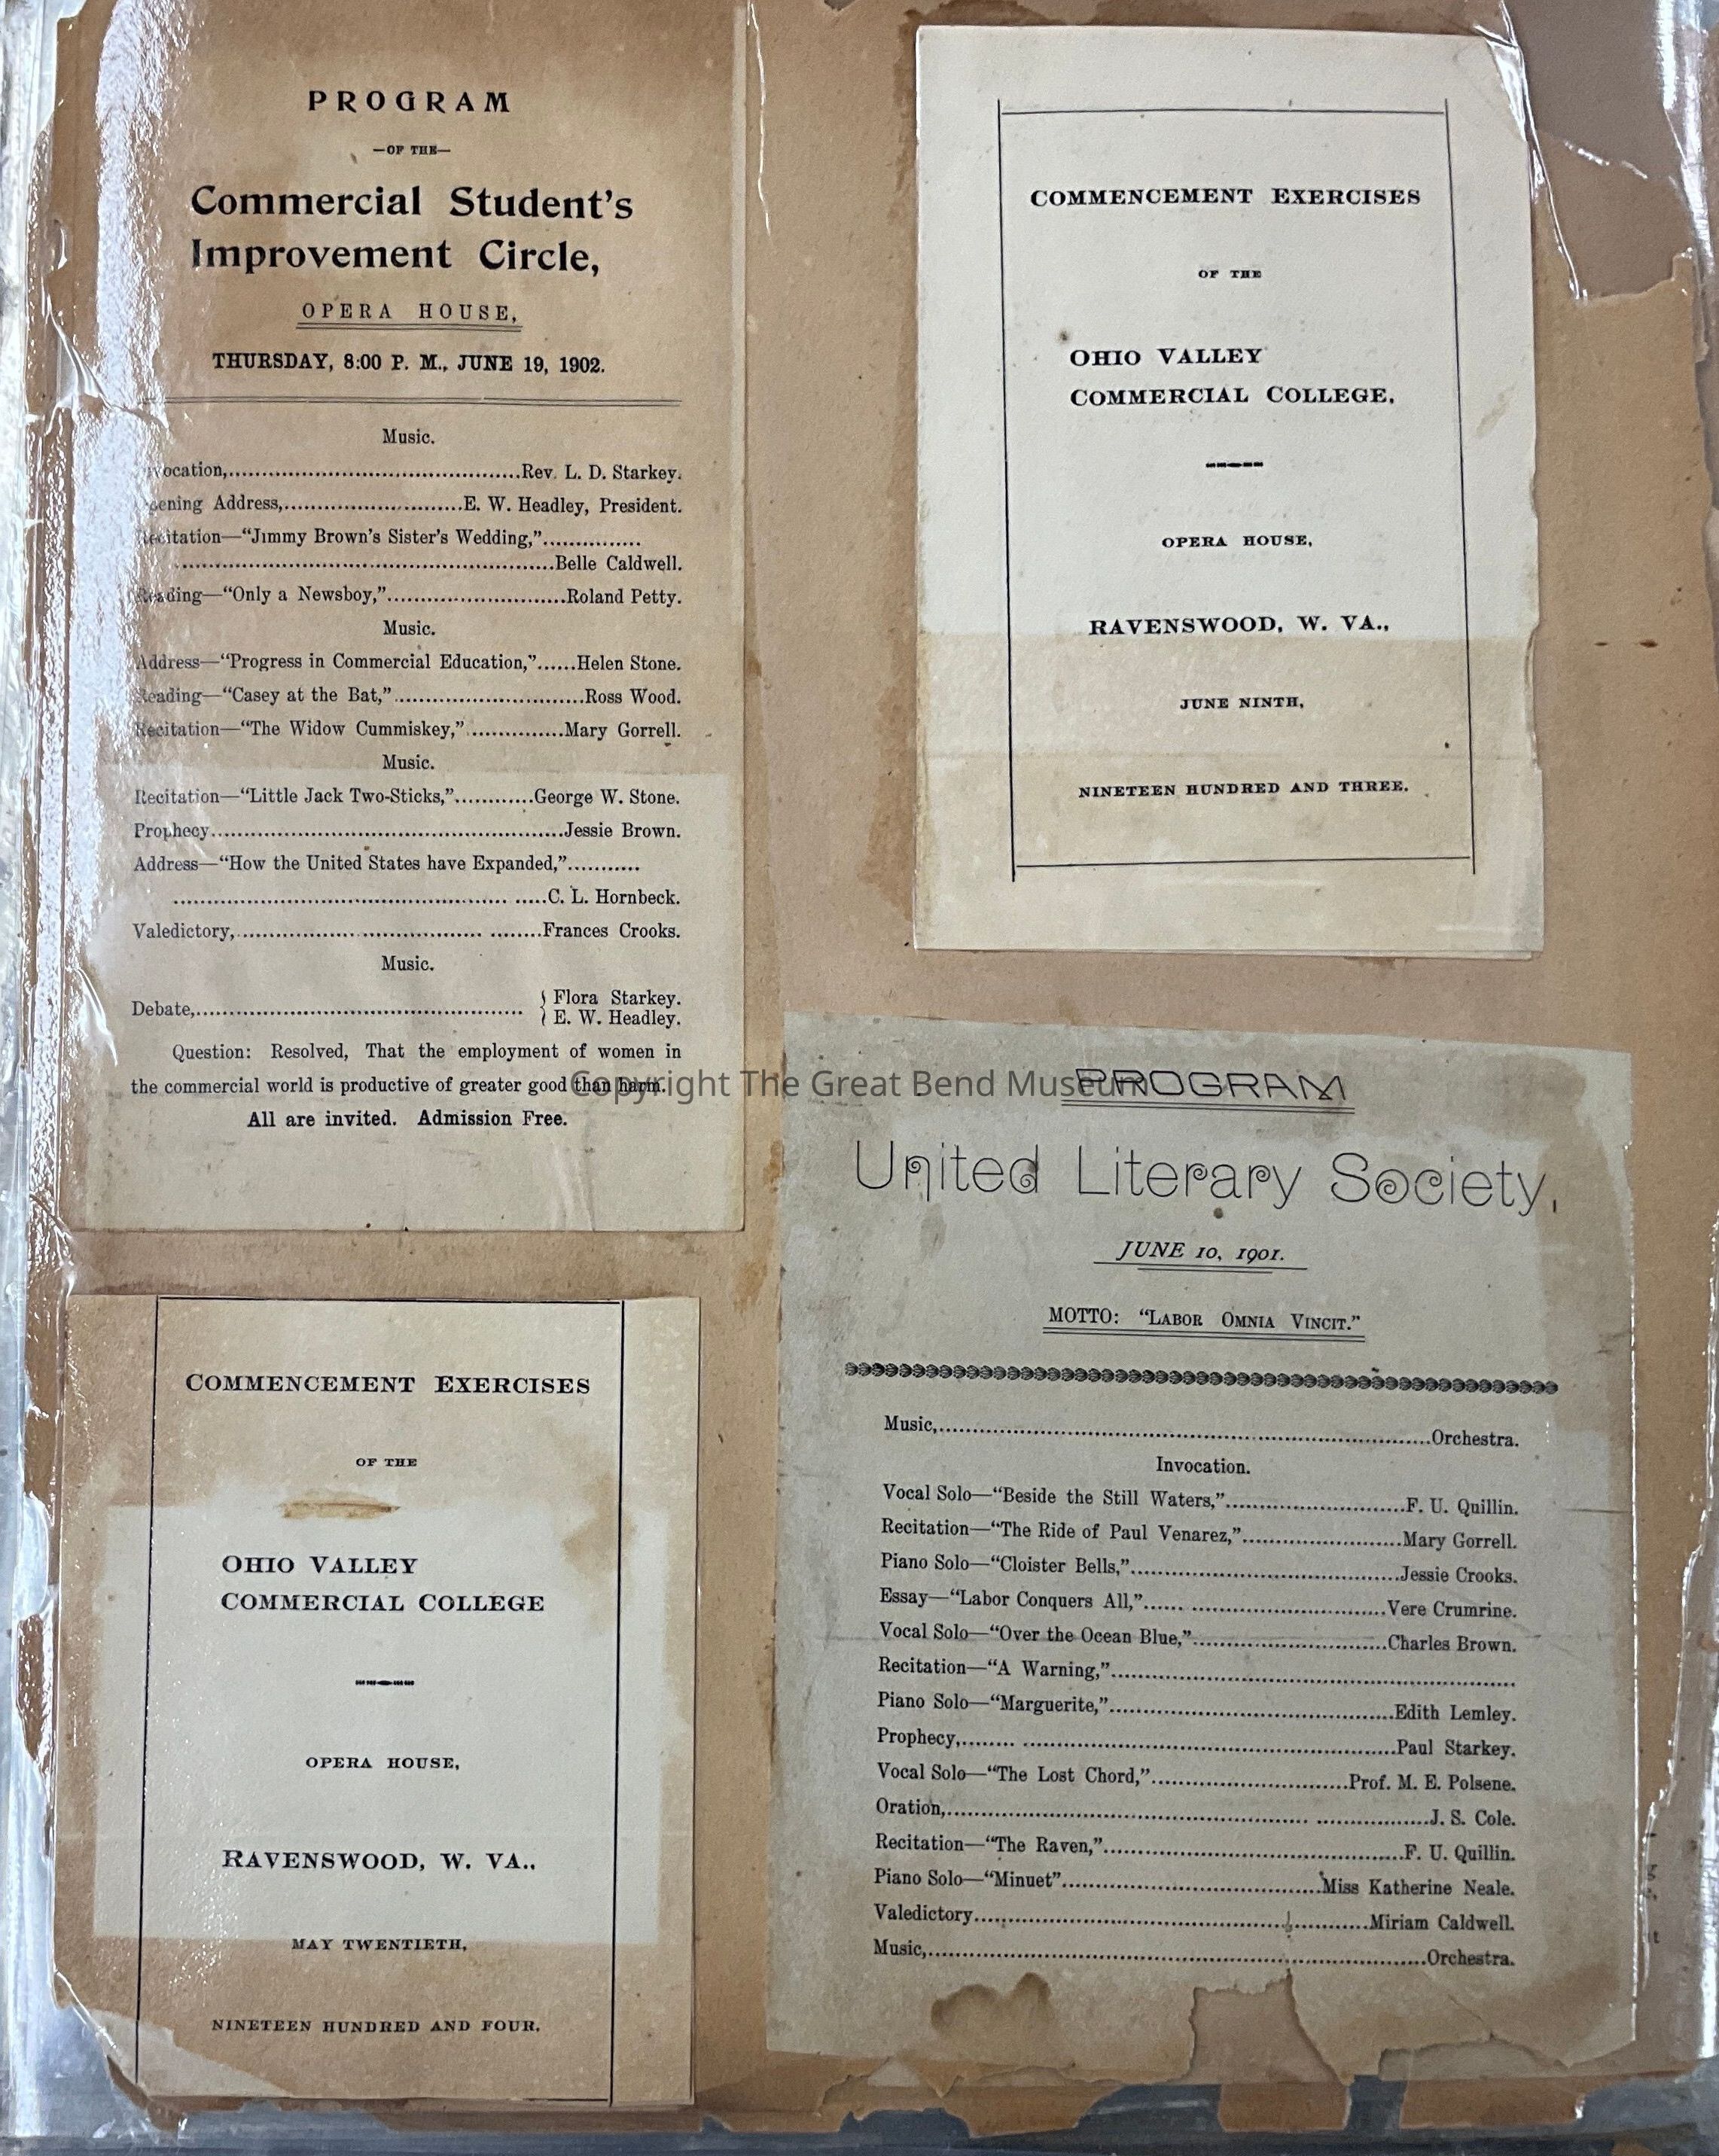 PROGRAM
—OF THE—
Commercial Student's
Improvement Circle,
OPERA HOUSE,
THURSDAY, 8:00 P. M., JUNE 19, 1902.
Music.
vocation,..........Rev. L. D. Starkey.
ening Address,..........E. W. Headley, President.
Recitation—“Jimmy Brown's Sister's Wedding,”..........
..........Belle Caldwell.
Reading—“Only a Newsboy,”..........Roland Petty.
Music.
Address—“Progress in Commercial Education,”......Helen Stone.
Reading—“Casey at the Bat,”..........Ross Wood.
Recitation—“The Widow Cummiskey,”..........Mary Gorrell.
Music.
Recitation—“Little Jack Two-Sticks,”..........George W. Stone.
Prophecy..........Jessie Brown.
Address—“How the United States have Expanded,”..........
..........C. L. Hornbeck.
Valedictory,..........Frances Crooks.
Music.
Debate,..........{ Flora Starkey.
{ E. W. Headley.
Question: Resolved, That the employment of women in
the commercial world is productive of greater good than harm.
All are invited. Admission Free.
COMMENCEMENT EXERCISES
OF THE
OHIO VALLEY
COMMERCIAL COLLEGE,
OPERA HOUSE,
RAVENSWOOD, W. VA.,
JUNE NINTH,
NINETEEN HUNDRED AND THREE.
COMMENCEMENT EXERCISES
OF THE
OHIO VALLEY
COMMERCIAL COLLEGE
OPERA HOUSE,
RAVENSWOOD, W. VA.,
MAY TWENTIETH,
NINETEEN HUNDRED AND FOUR.
Copyright The Great Bend Museum
PROGRAM
United Literary Society,
JUNE 10, 1901.
MOTTO: “LABOR OMNIA VINCIT.”
Music,..........Orchestra.
Invocation.
Vocal Solo—“Beside the Still Waters,”..........F. U. Quillin.
Recitation—“The Ride of Paul Venarez,”..........Mary Gorrell.
Piano Solo—“Cloister Bells,”..........Jessie Crooks.
Essay—“Labor Conquers All,”..........Vere Crumrine.
Vocal Solo—“Over the Ocean Blue,”..........Charles Brown.
Recitation—“A Warning,”..........
Piano Solo—“Marguerite,”..........Edith Lemley.
Prophecy,..........Paul Starkey.
Vocal Solo—“The Lost Chord,”..........Prof. M. E. Polsene.
Oration,..........J. S. Cole.
Recitation—“The Raven,”..........F. U. Quillin.
Piano Solo—“Minuet”..........Miss Katherine Neale.
Valedictory..........Miriam Caldwell.
Music,..........Orchestra.